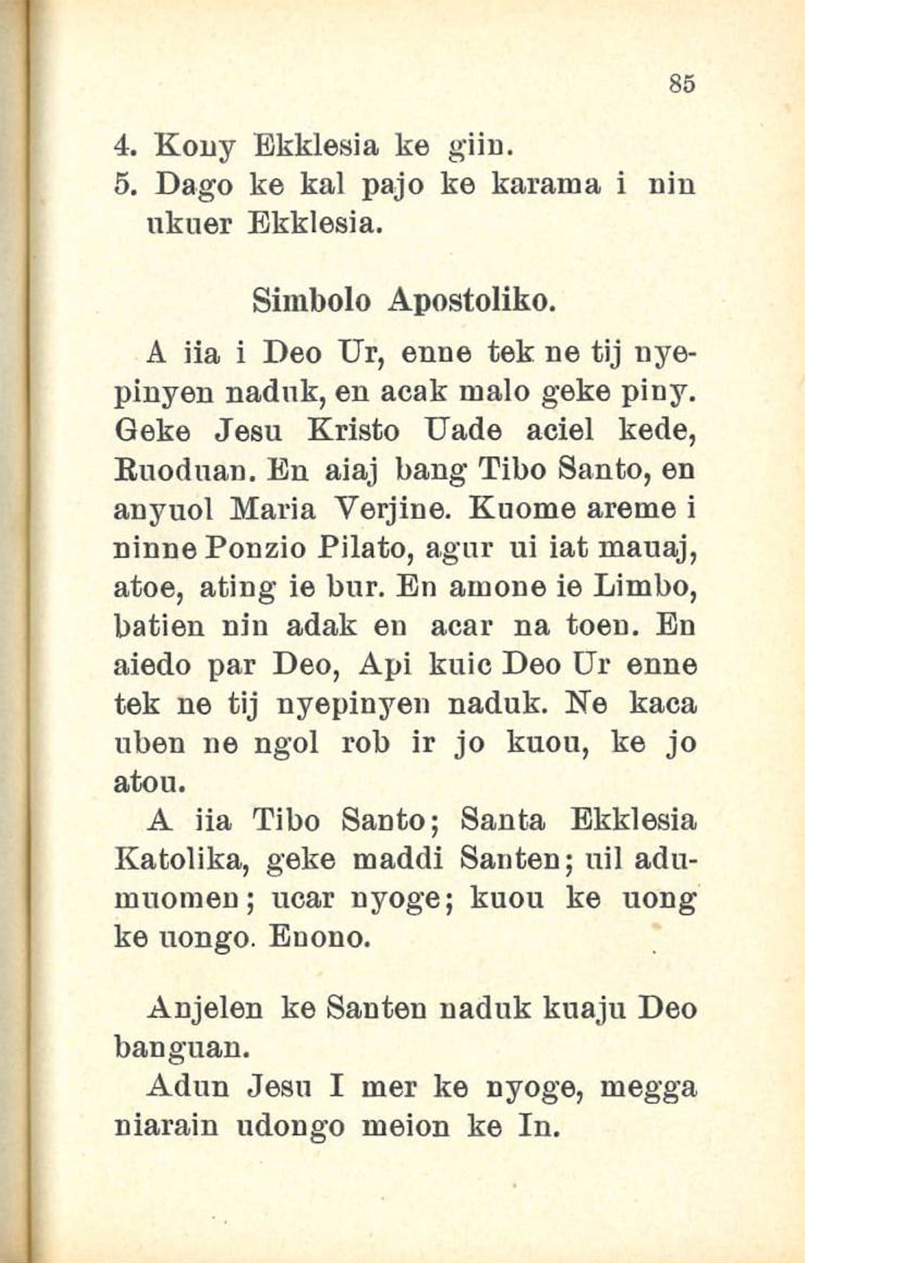 85
4. Kouy Ekklesia ke giin.
5. Dago ke kal pajo ke karama i nin
ukuer Ekklesia.
Simbolo Apostoliko.
A iia i Deo Ur, enne tek ne tij nye-
pinyen naduk, en acak malo geke piny.
Geke Jesu Kristo Uade aciel kede,
Ruoduan. En aiaj bang Tibo Santo, en
anyuol Maria Verjine. Kuome areme i
ninne Ponzio Pilato, agur ui iat mauaj,
atoe, ating ie bur. En amone ie Limbo,
batien nin adak en acar na toen. En
aiedo par Deo, Api kuic Deo Ur enne
tek ne tij nyepinyen naduk. Ne kaca
uben ne ngol rob ir jo kuou, ke jo
atou.
A iia Tibo Santo; Santa Ekklesia
Katolika, geke maddi Santen; uil adu-
muomen; ucar nyoge; kuou ke uong
ke uongo. Enono.
Anjelen ke Santen naduk kuaju Deo
banguan.
Adun Jesu I mer ke nyoge, megga
niarain udongo meion ke In.